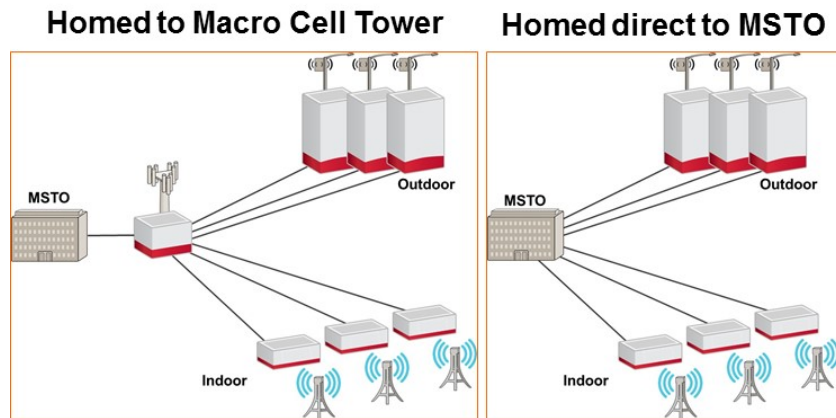 Homed to Macro Cell Tower
Homed direct to MSTO
MSTO
Outdoor
Indoor
MSTO
Outdoor
Indoor